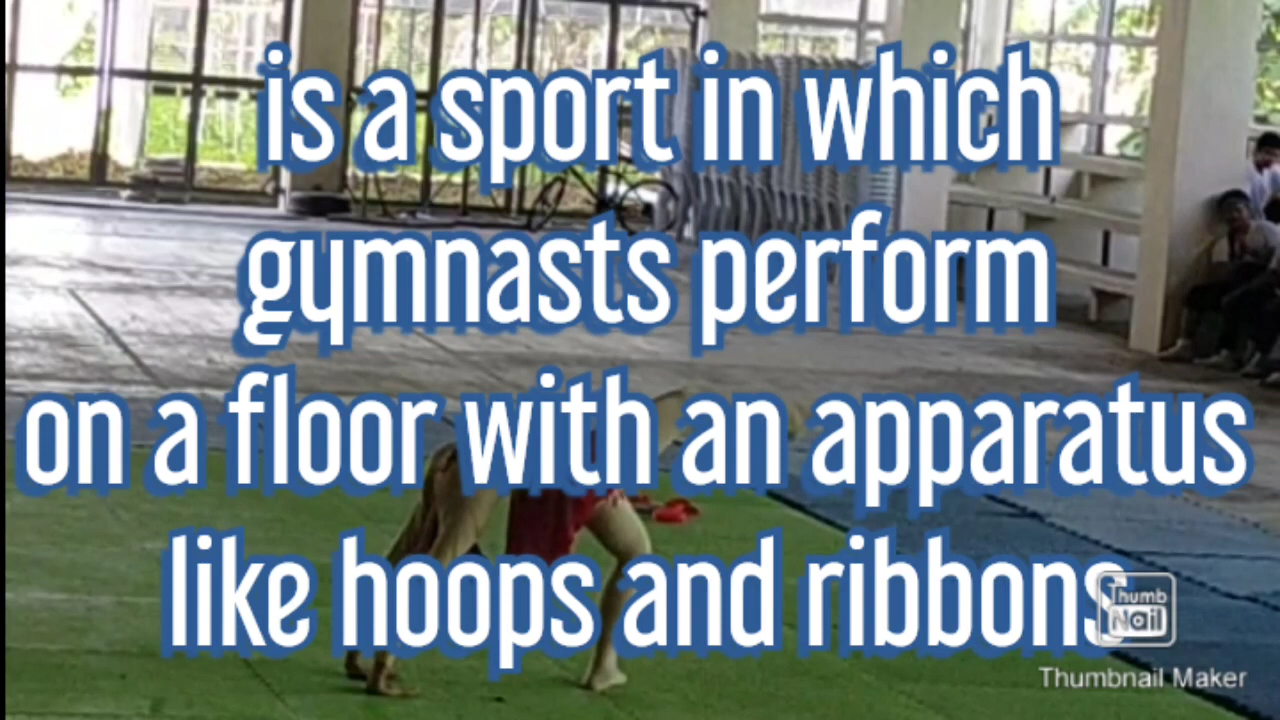 is a sport in which
gymnasts perform
on a floor with an apparatus
like hoops and ribbons
Thumb
Nail
Thumbnail Maker